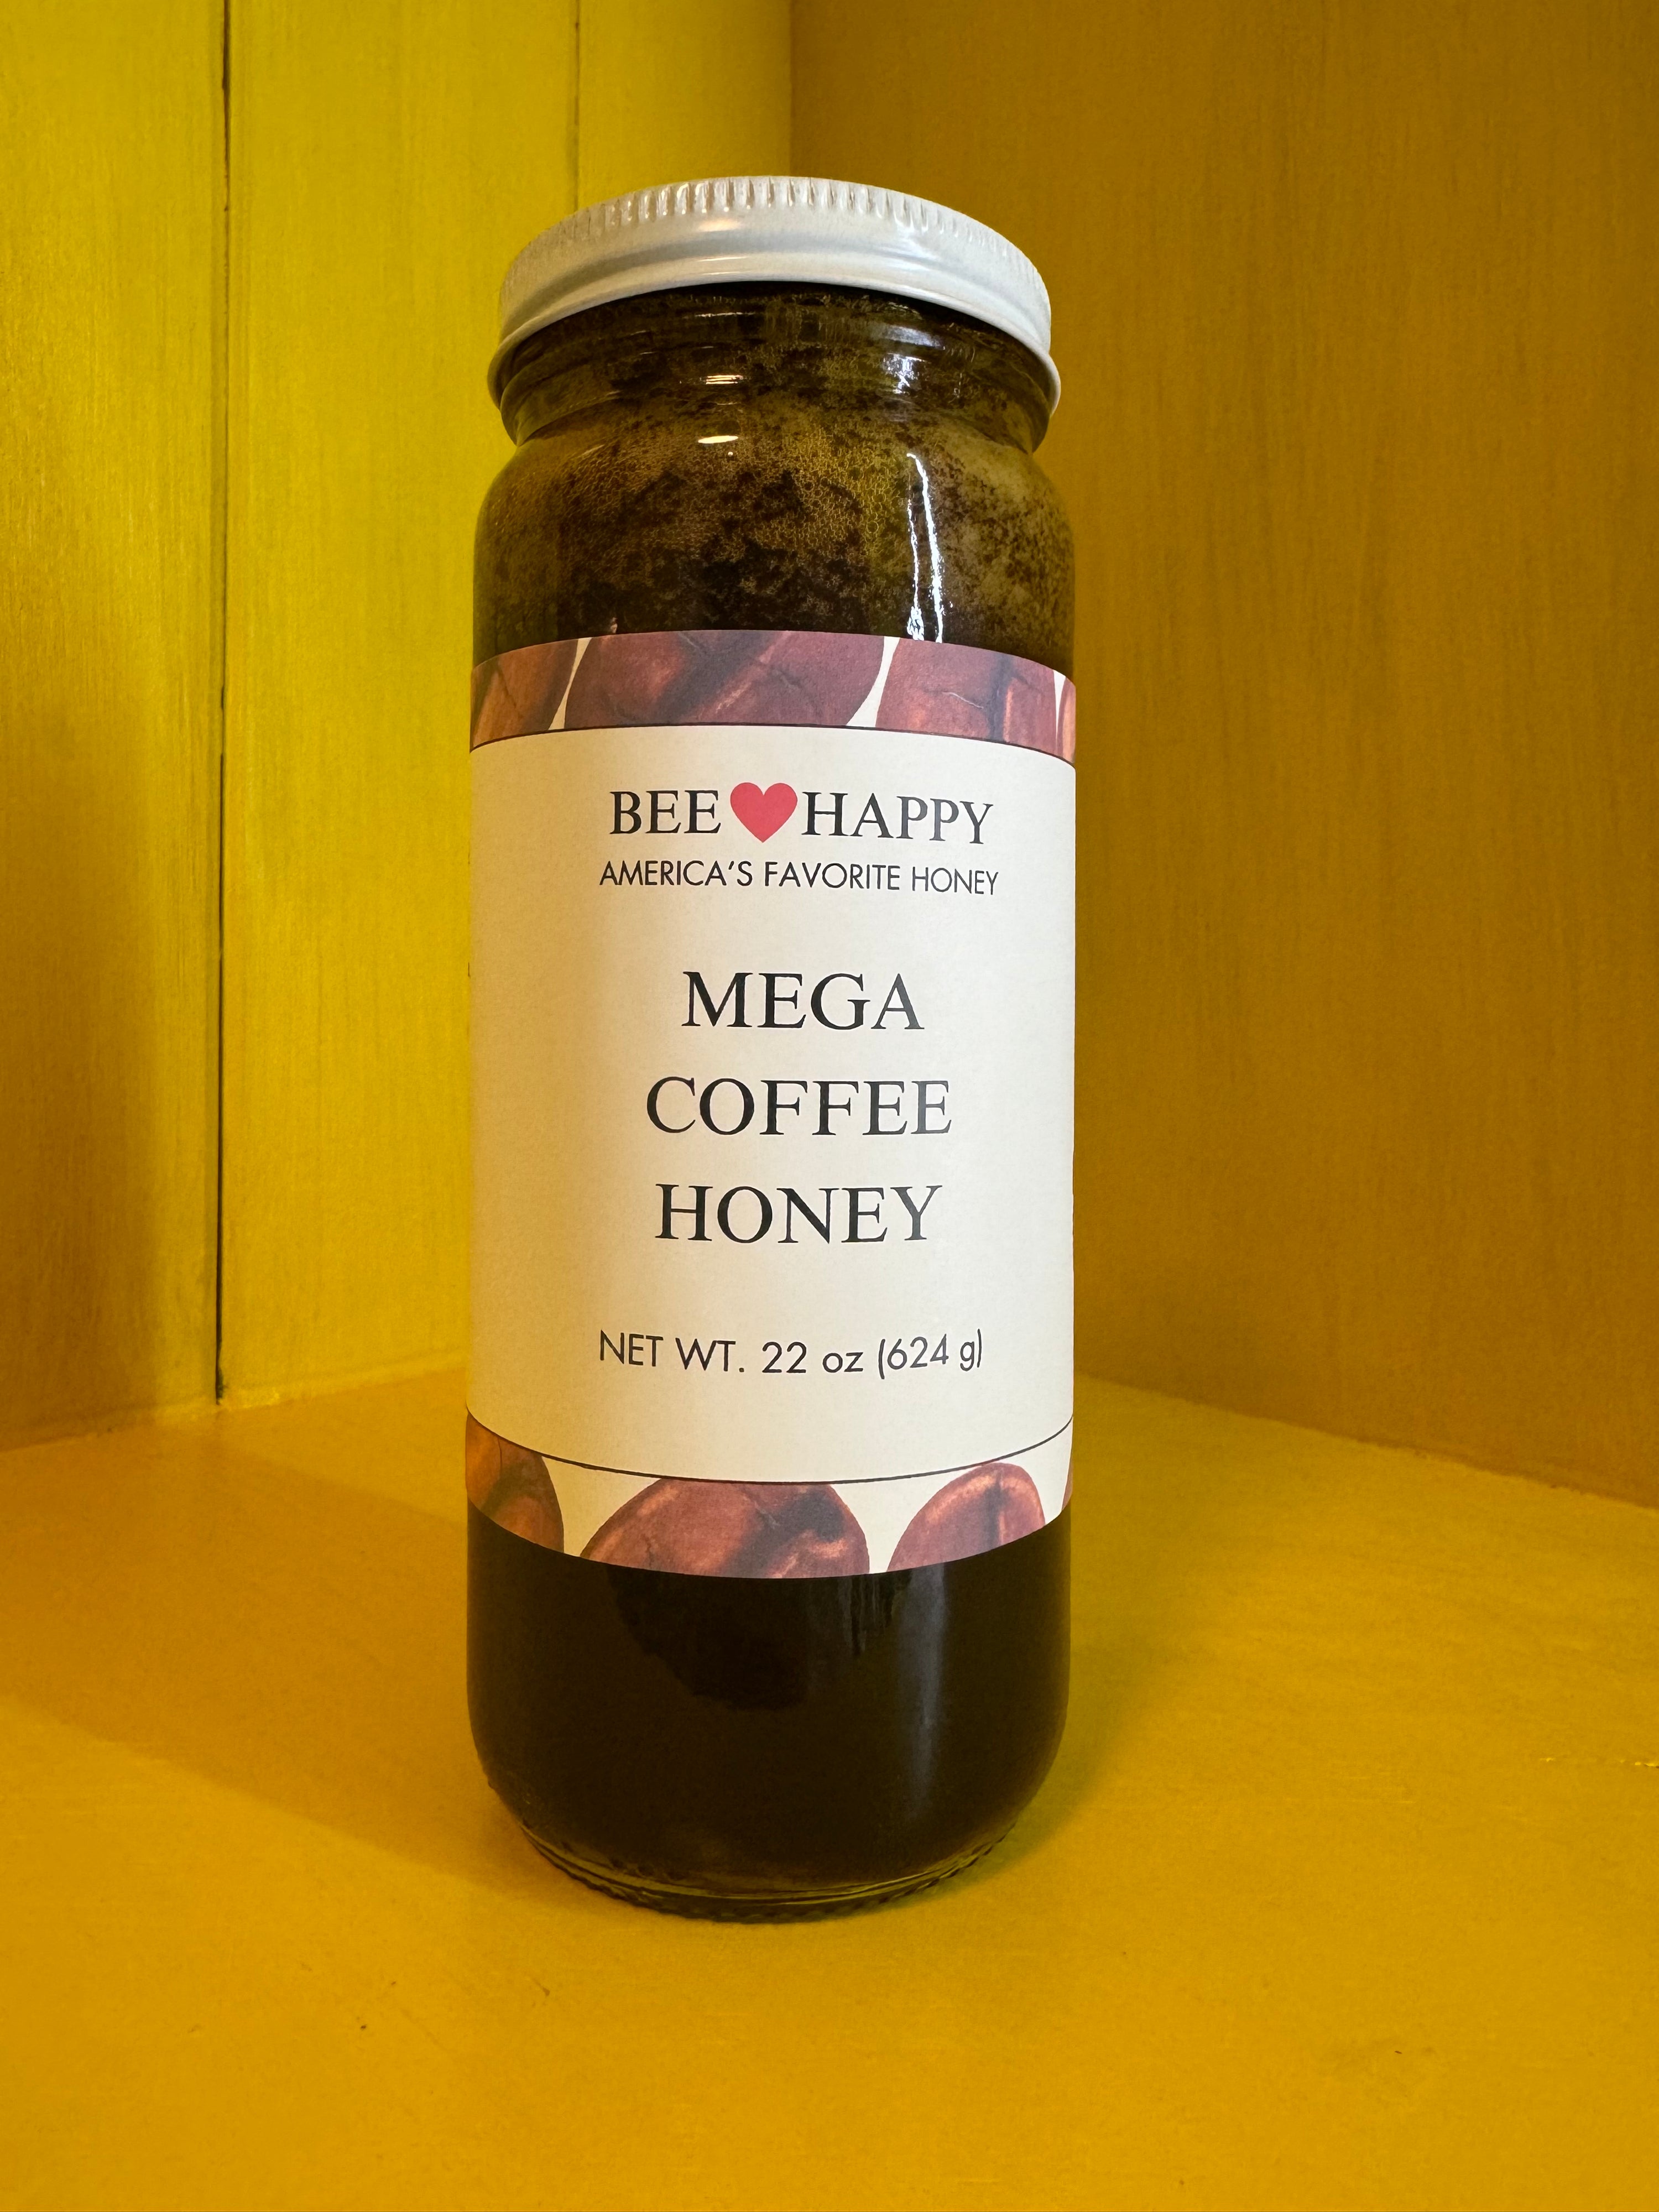 BEE❤HAPPY
AMERICA'S FAVORITE HONEY
MEGA
COFFEE
HONEY
NET WT. 22 oz (624 g)